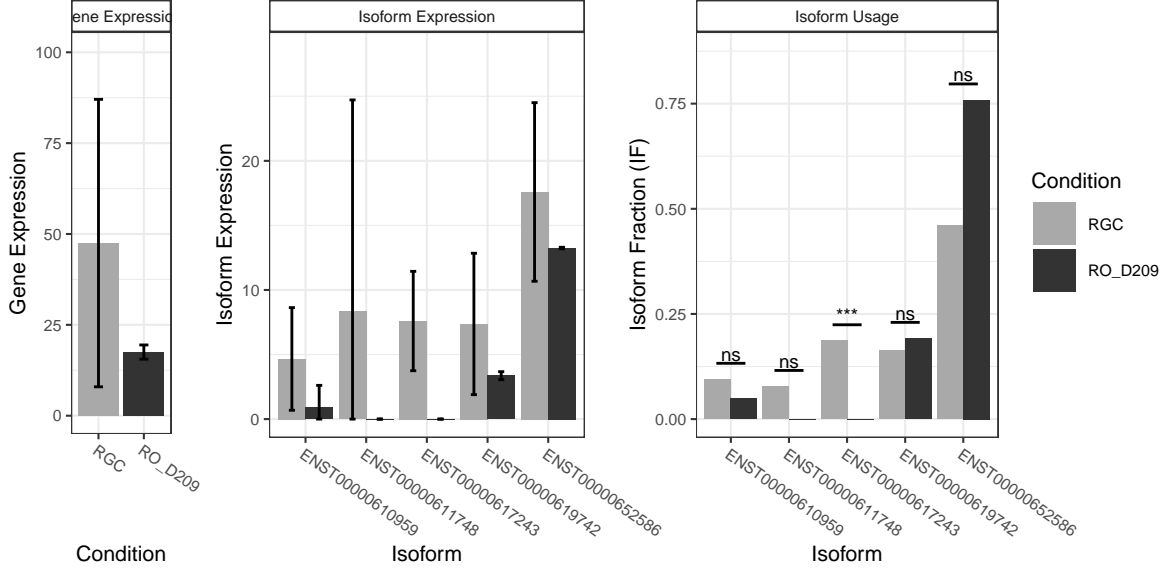 ene Expressio
Isoform Expression
Isoform Usage
Gene Expression
100
75
50
25
0
RGC
RO_D209
Condition
Isoform Expression
20
10
0
ENST00000610959
ENST00000611748
ENST00000617243
ENST00000619742
ENST00000652586
Isoform
Isoform Fraction (IF)
0.75
0.50
0.25
0.00
ns
ns
***
ns
ns
ENST00000610959
ENST00000611748
ENST00000617243
ENST00000619742
ENST00000652586
Isoform
Condition
RGC
RO_D209